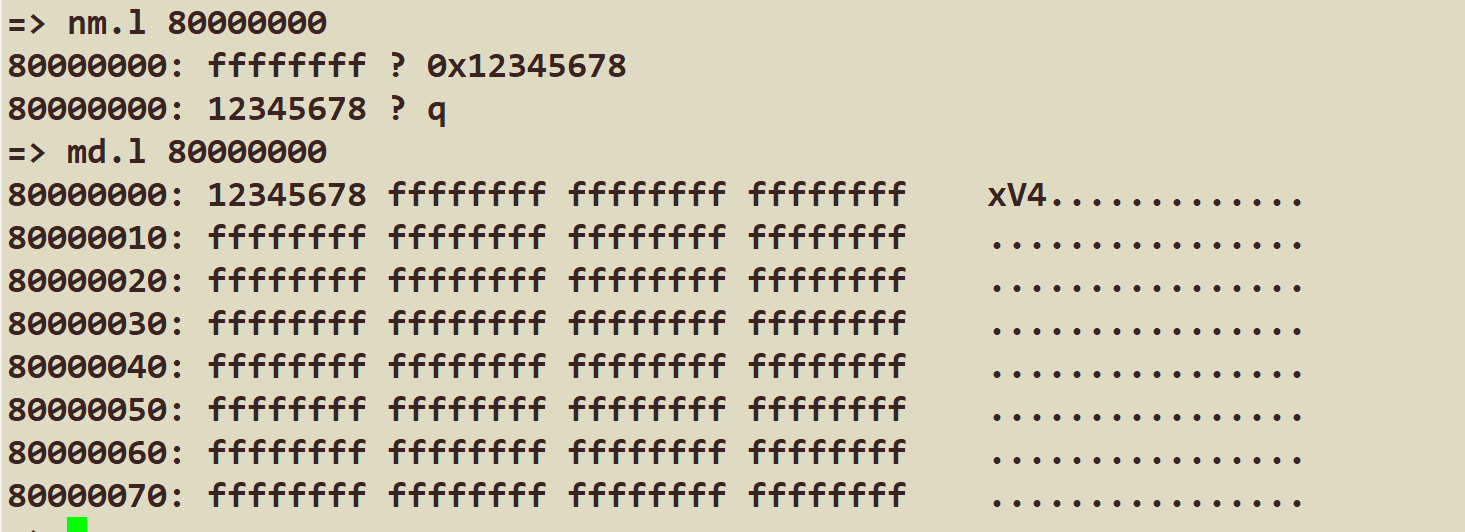 => nm.l 80000000
80000000: ffffffff ? 0x12345678
80000000: 12345678 ? q
=> md.l 80000000
80000000: 12345678 ffffffff ffffffff ffffffff    xV4.............
80000010: ffffffff ffffffff ffffffff ffffffff    ................
80000020: ffffffff ffffffff ffffffff ffffffff    ................
80000030: ffffffff ffffffff ffffffff ffffffff    ................
80000040: ffffffff ffffffff ffffffff ffffffff    ................
80000050: ffffffff ffffffff ffffffff ffffffff    ................
80000060: ffffffff ffffffff ffffffff ffffffff    ................
80000070: ffffffff ffffffff ffffffff ffffffff    ................
=>